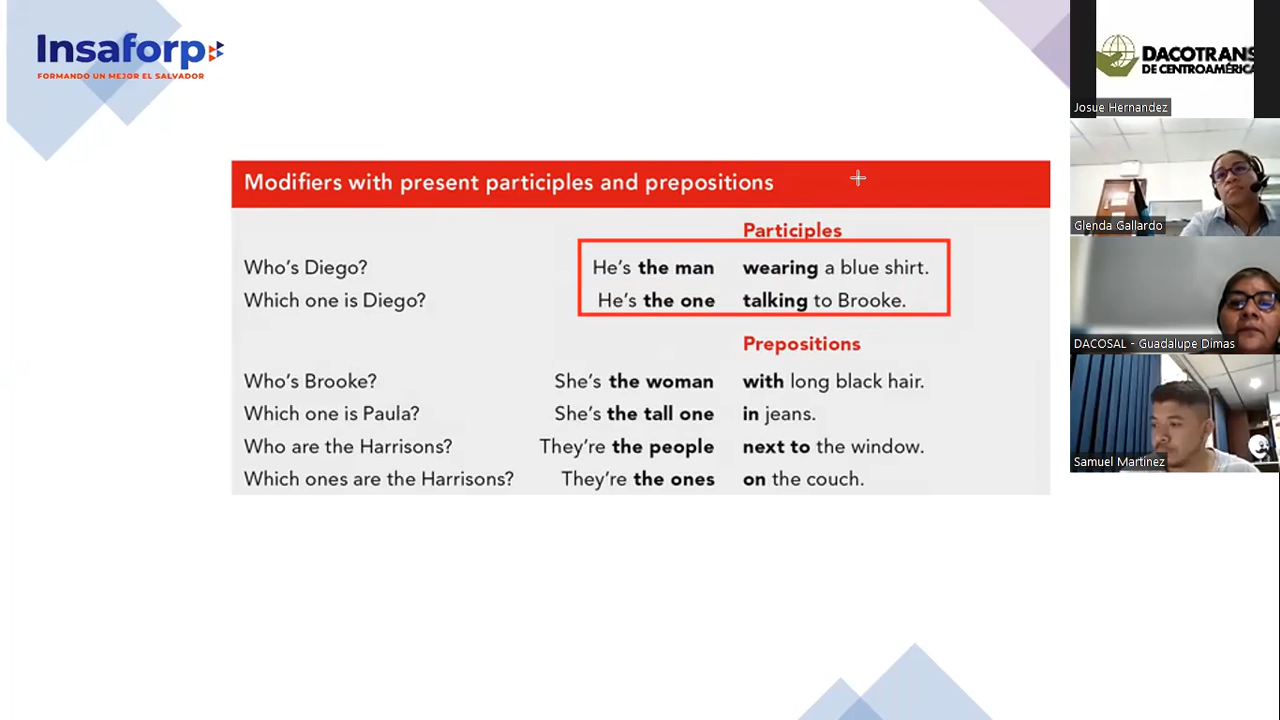 Insaforp
FORMANDO UN MEJOR EL SALVADOR
Modifiers with present participles and prepositions
Participles
Who's Diego? He's the man wearing a blue shirt.
Which one is Diego? He's the one talking to Brooke.
Prepositions
Who's Brooke? She's the woman with long black hair.
Which one is Paula? She's the tall one in jeans.
Who are the Harrisons? They're the people next to the window.
Which ones are the Harrisons? They're the ones on the couch.
DACOTRANS
DE CENTROAMÉRICA
Josue Hernandez
Glenda Gallardo
DACOSAL - Guadalupe Dimas
Samuel Martinez